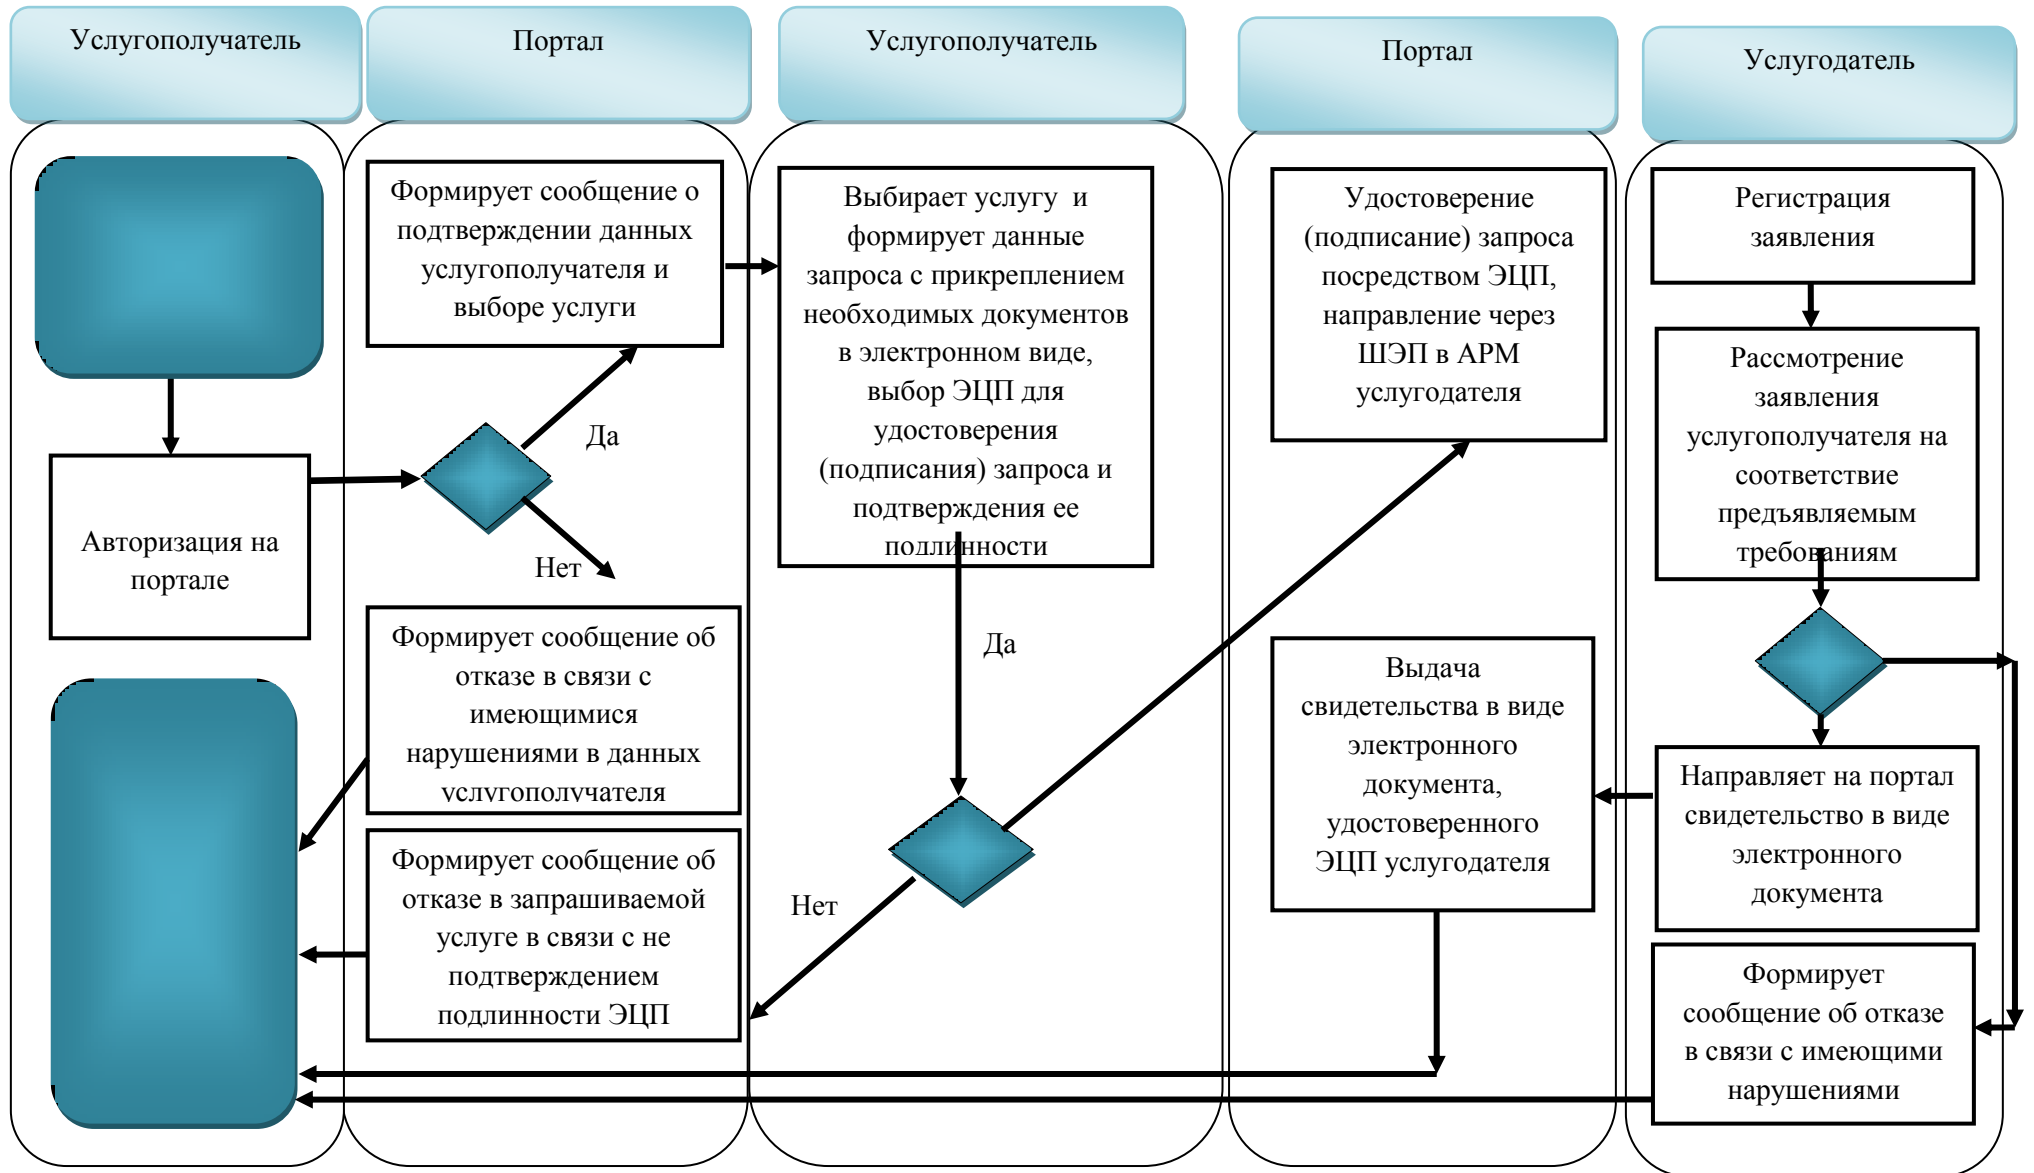 Услугополучатель
Портал
Услугополучатель
Портал
Услугодатель
Авторизация на
портале
Формирует сообщение о
подтверждении данных
услугополучателя и
выборе услуги
Да
Нет
Формирует сообщение об
отказе в связи с
имеющимися
нарушениями в данных
услугополучателя
Формирует сообщение об
отказе в запрашиваемой
услуге в связи с не
подтверждением
подлинности ЭЦП
Выбирает услугу и
формирует данные
запроса с прикреплением
необходимых документов
в электронном виде,
выбор ЭЦП для
удостоверения
(подписания) запроса и
подтверждения ее
подлинности
Да
Нет
Удостоверение
(подписание) запроса
посредством ЭЦП,
направление через
ШЭП в АРМ
услугодателя
Выдача
свидетельства в виде
электронного
документа,
удостоверенного
ЭЦП услугодателя
Регистрация
заявления
Рассмотрение
заявления
услугополучателя на
соответствие
предъявляемым
требованиям
Направляет на портал
свидетельство в виде
электронного
документа
Формирует
сообщение об отказе
в связи с имеющими
нарушениями